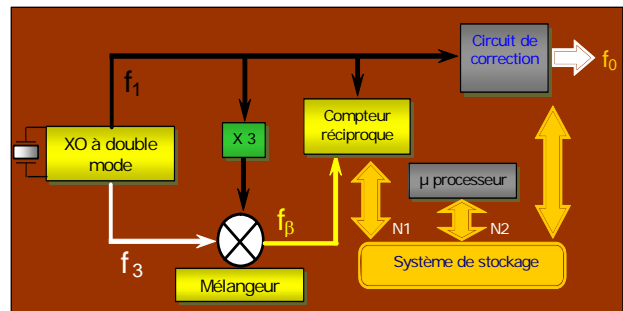 Circuit de
correction
f0
f1
Compteur
réciproque
X 3
XO à double
mode
µ processeur
fβ
N1
N2
f3
Système de stockage
Mélangeur